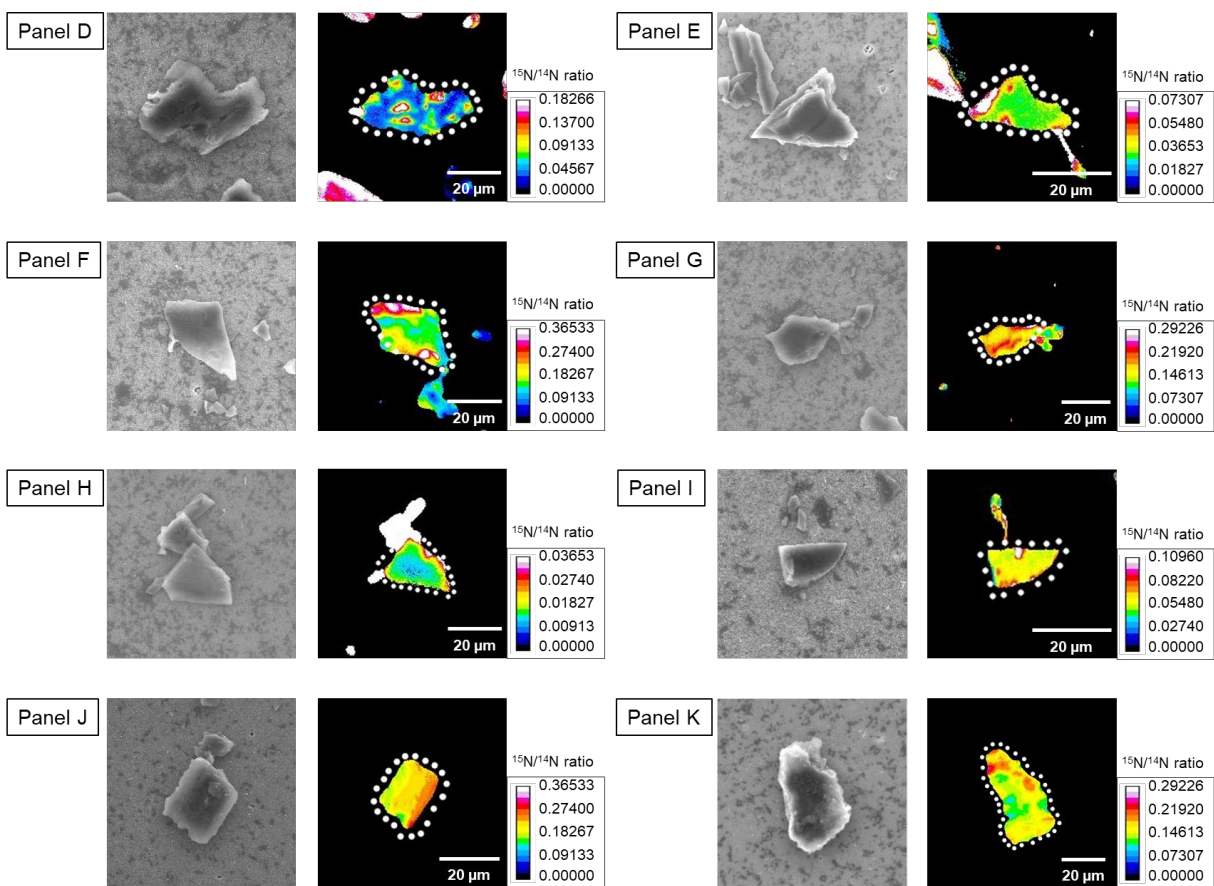 Panel D
¹⁵N/¹⁴N ratio
0.18266
0.13700
0.09133
0.04567
0.00000
20 µm
Panel E
¹⁵N/¹⁴N ratio
0.07307
0.05480
0.03653
0.01827
0.00000
20 µm
Panel F
¹⁵N/¹⁴N ratio
0.36533
0.27400
0.18267
0.09133
0.00000
20 µm
Panel G
¹⁵N/¹⁴N ratio
0.29226
0.21920
0.14613
0.07307
0.00000
20 µm
Panel H
¹⁵N/¹⁴N ratio
0.03653
0.02740
0.01827
0.00913
0.00000
20 µm
Panel I
¹⁵N/¹⁴N ratio
0.10960
0.08220
0.05480
0.02740
0.00000
20 µm
Panel J
¹⁵N/¹⁴N ratio
0.36533
0.27400
0.18267
0.09133
0.00000
20 µm
Panel K
¹⁵N/¹⁴N ratio
0.29226
0.21920
0.14613
0.07307
0.00000
20 µm